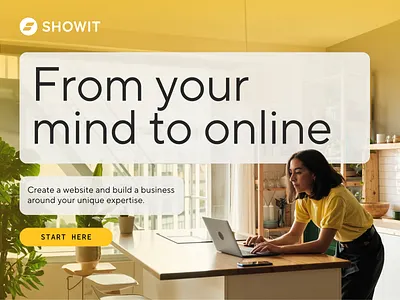 SHOWIT
From your
mind to online
Create a website and build a business
around your unique expertise.
START HERE